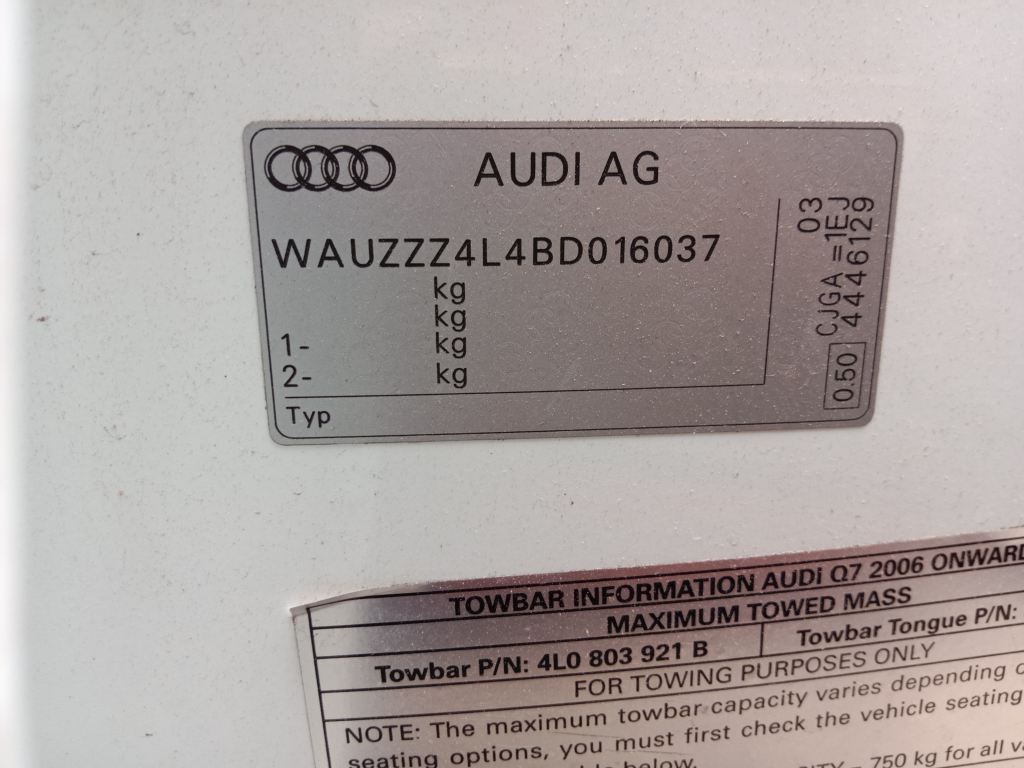 AUDI AG
WAUZZZ4L4BD016037
kg
kg
1- kg
2- kg
Typ
03
CJGA =1EJ
4446129
0.50
TOWBAR INFORMATION AUDI Q7 2006 ONWARD
MAXIMUM TOWED MASS
Towbar P/N: 4L0 803 921 B Towbar Tongue P/N:
FOR TOWING PURPOSES ONLY
NOTE: The maximum towbar capacity varies depending
seating options, you must first check the vehicle seating
below. – 750 kg for all